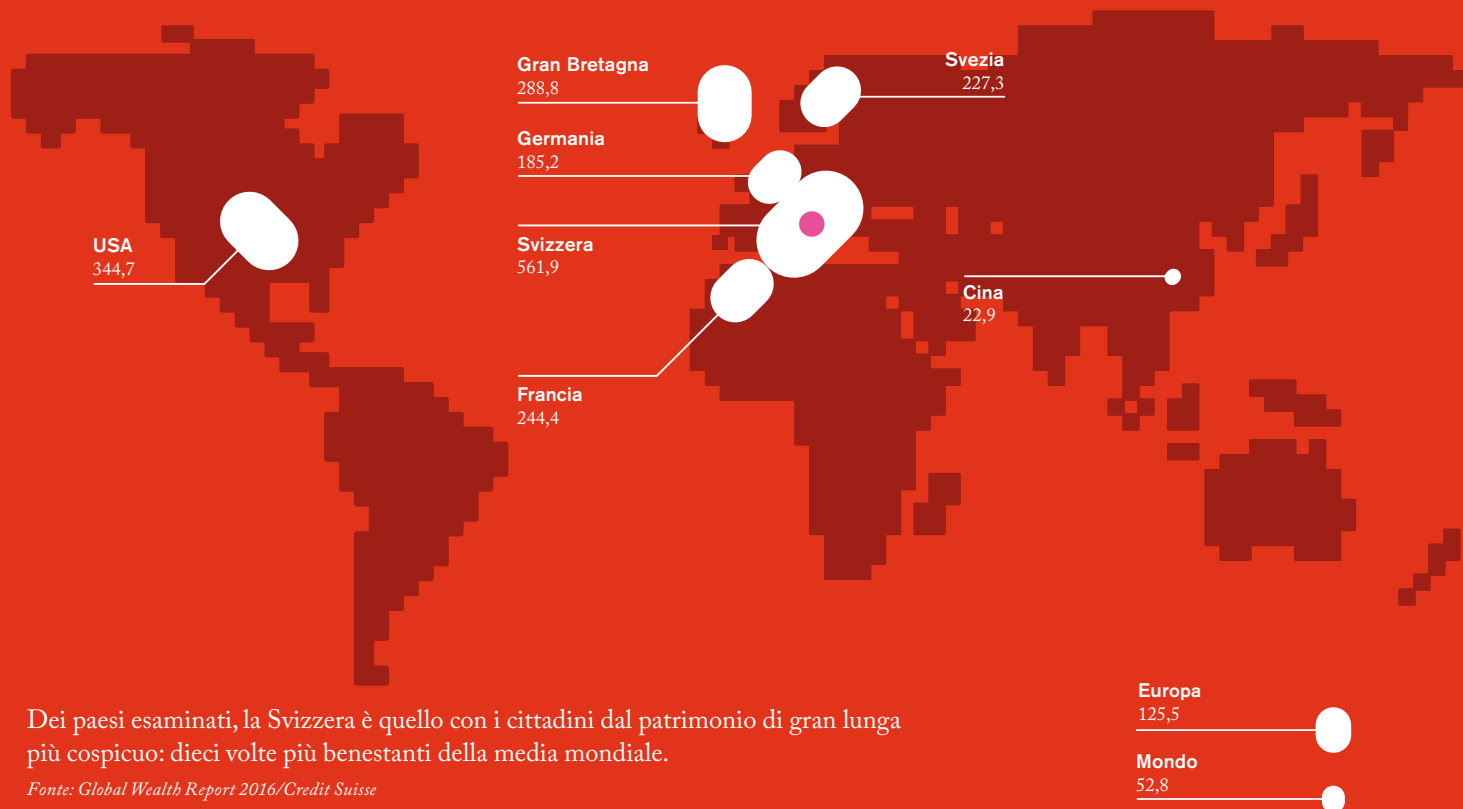 Gran Bretagna
288,8
Svezia
227,3
Germania
185,2
USA
344,7
Svizzera
561,9
Cina
22,9
Francia
244,4
Europa
125,5
Mondo
52,8
Dei paesi esaminati, la Svizzera è quello con i cittadini dal patrimonio di gran lunga
più cospicuo: dieci volte più benestanti della media mondiale.
Fonte: Global Wealth Report 2016/Credit Suisse